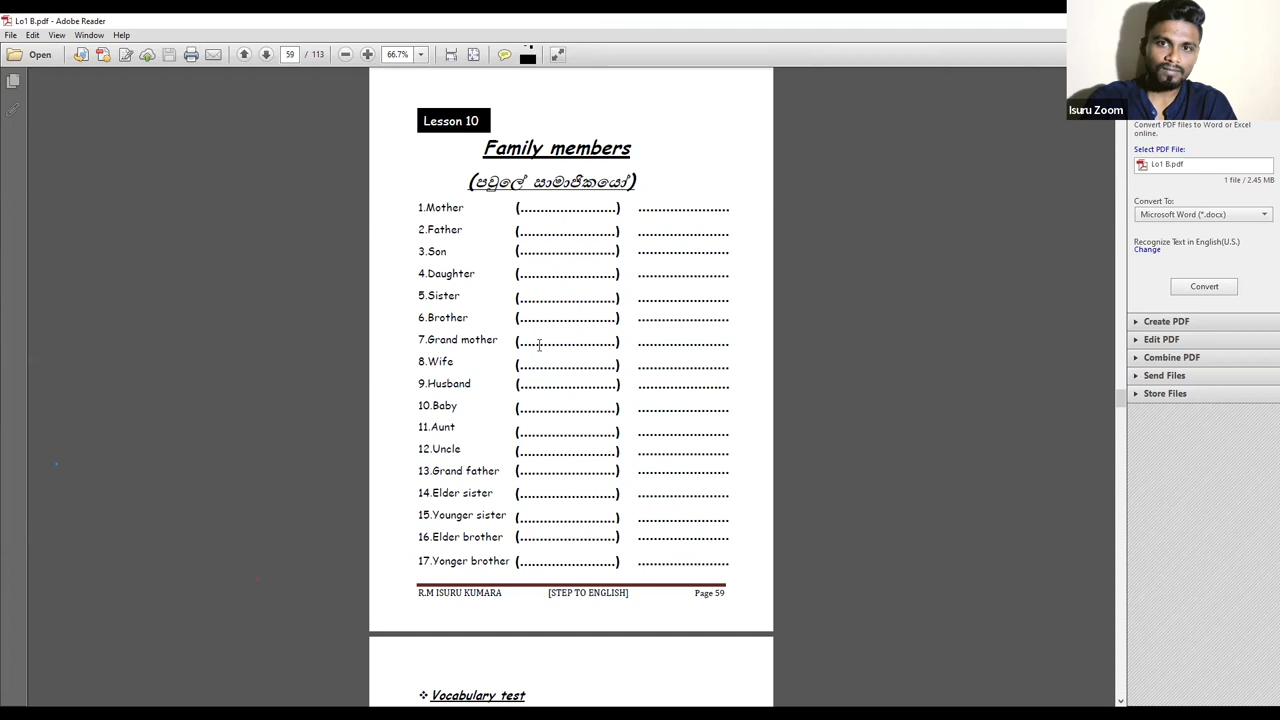 Lo1 B.pdf - Adobe Reader
File Edit View Window Help
Open 59 / 113 66.7%
Isuru Zoom
Convert PDF files to Word or Excel
online.
Select PDF File:
Lo1 B.pdf
1 file / 2.45 MB
Convert To:
Microsoft Word (*.docx)
Recognize Text in English(U.S.)
Change
Convert
Create PDF
Edit PDF
Combine PDF
Send Files
Store Files
Lesson 10
Family members
(පවුලේ සාමාජිකයෝ)
1.Mother (........................) ......................
2.Father (........................) ......................
3.Son (........................) ......................
4.Daughter (........................) ......................
5.Sister (........................) ......................
6.Brother (........................) ......................
7.Grand mother (........................) ......................
8.Wife (........................) ......................
9.Husband (........................) ......................
10.Baby (........................) ......................
11.Aunt (........................) ......................
12.Uncle (........................) ......................
13.Grand father (........................) ......................
14.Elder sister (........................) ......................
15.Younger sister (........................) ......................
16.Elder brother (........................) ......................
17.Yonger brother (........................) ......................
R.M ISURU KUMARA [STEP TO ENGLISH] Page 59
❖ Vocabulary test